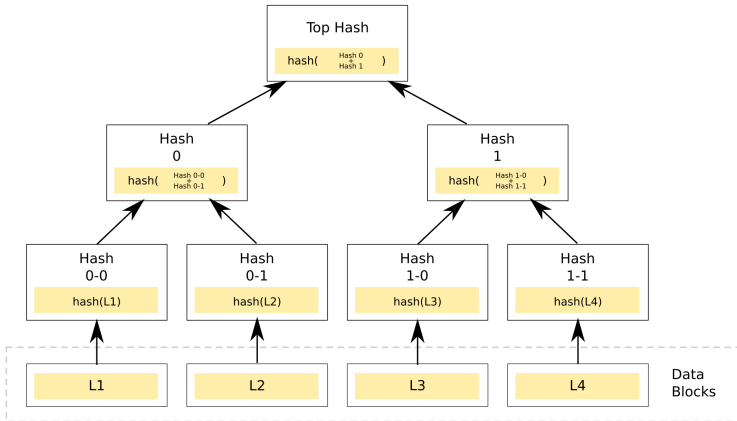 Top Hash
hash( Hash 0 + Hash 1 )
Hash
0
hash( Hash 0-0 + Hash 0-1 )
Hash
1
hash( Hash 1-0 + Hash 1-1 )
Hash
0-0
hash(L1)
Hash
0-1
hash(L2)
Hash
1-0
hash(L3)
Hash
1-1
hash(L4)
L1
L2
L3
L4
Data
Blocks